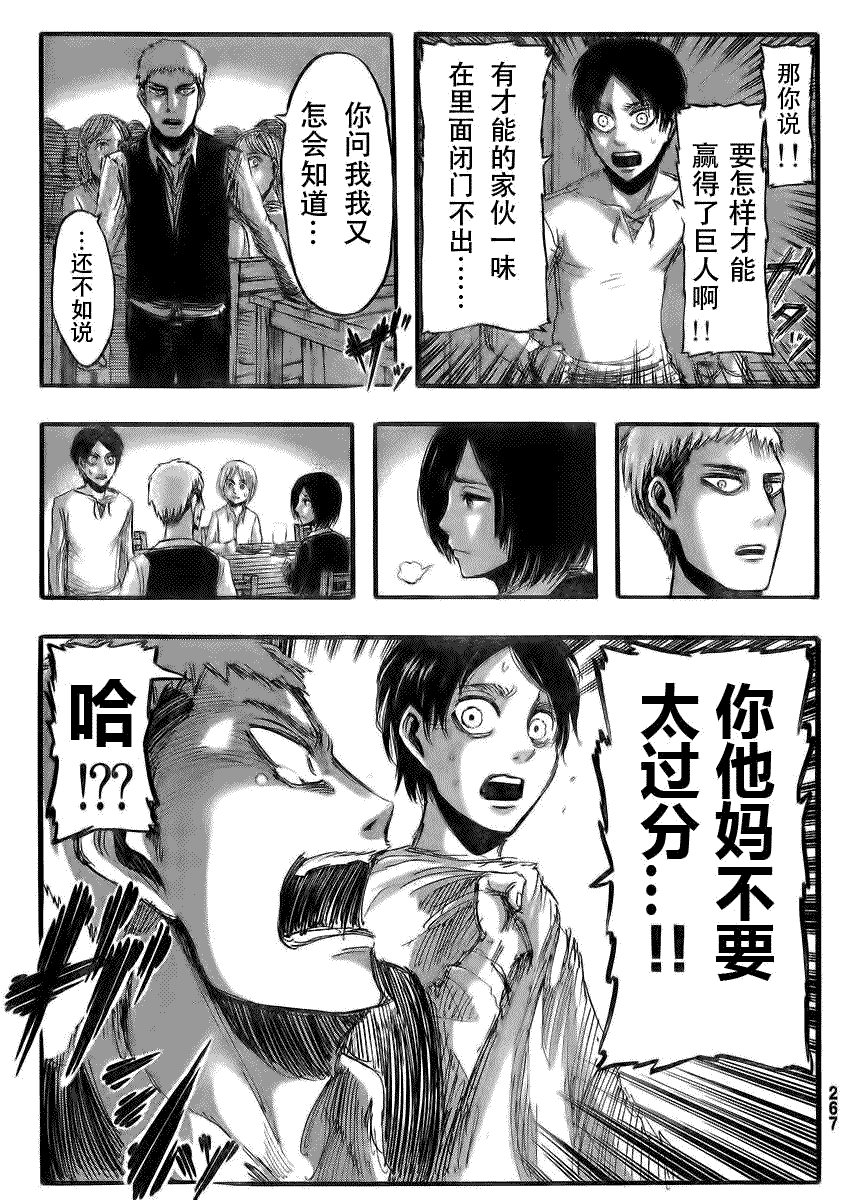 那你说!!
要怎样才能
赢得了巨人啊!!
有才能的家伙一味
在里面闭门不出……
ガタ
你问我我又
怎会知道…
…还不如说
你他妈不要
太过分…!!
哈
!??
267